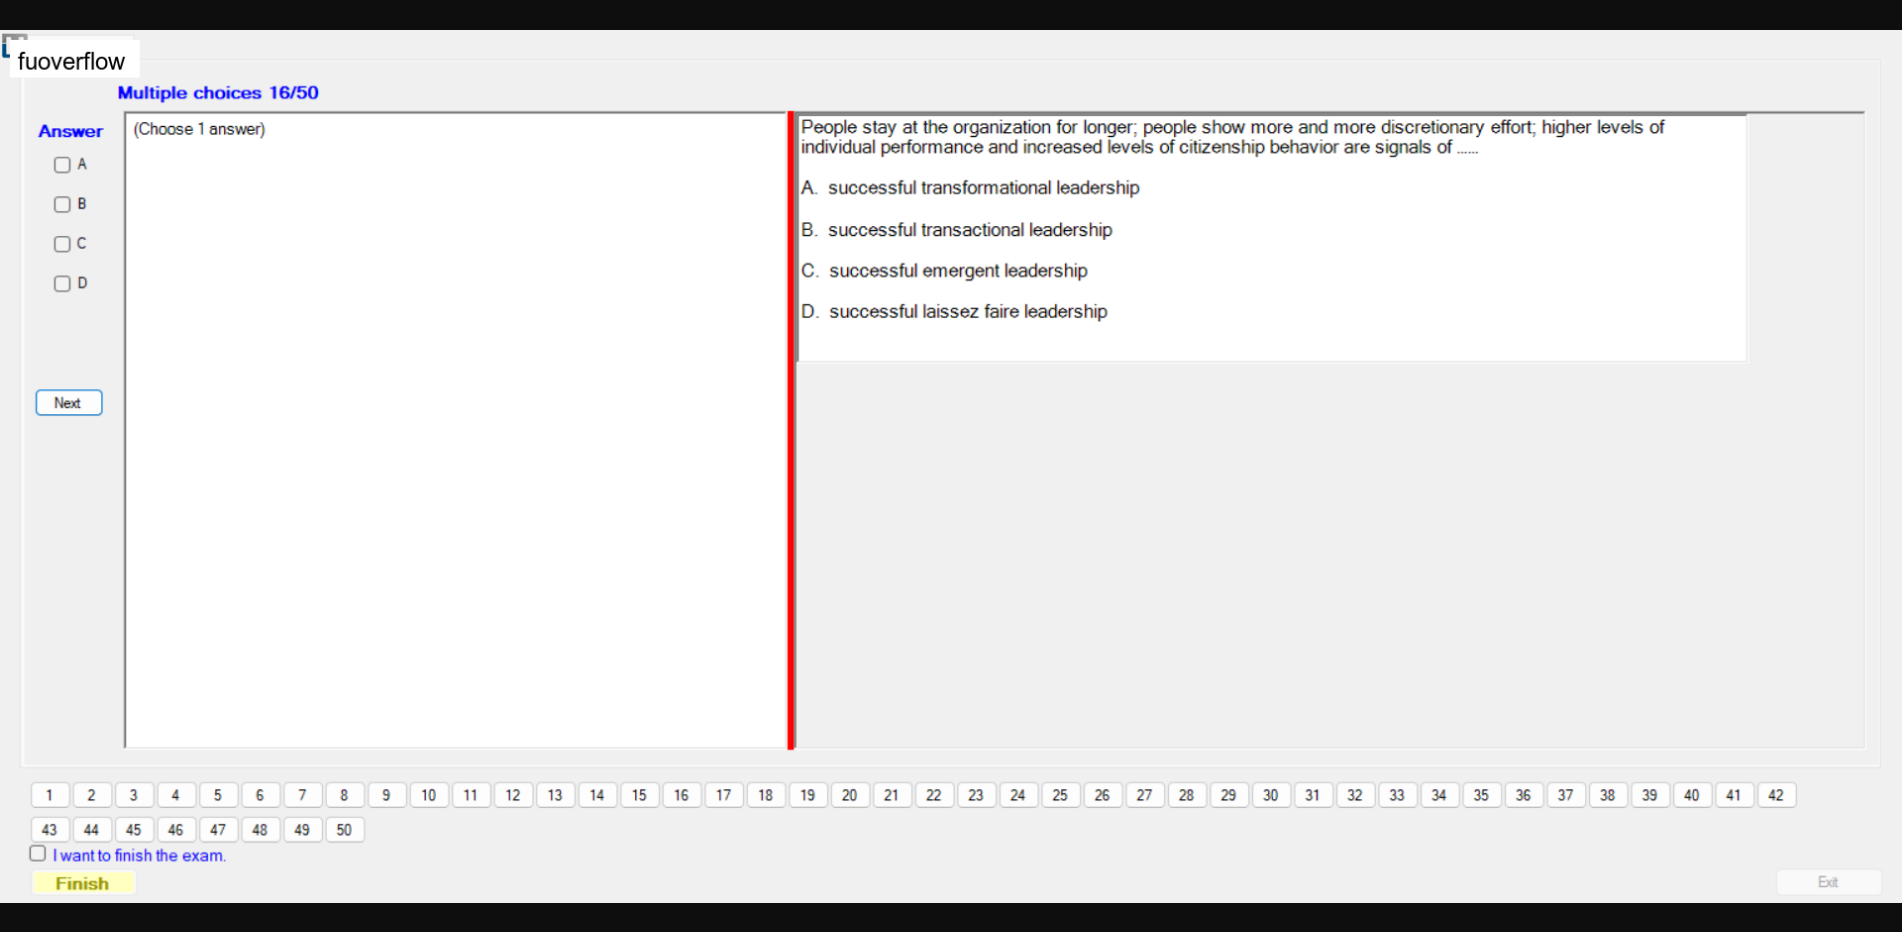 fuoverflow
Multiple choices 16/50
Answer
(Choose 1 answer)
A
B
C
D
Next
People stay at the organization for longer; people show more and more discretionary effort; higher levels of
individual performance and increased levels of citizenship behavior are signals of ......
A. successful transformational leadership
B. successful transactional leadership
C. successful emergent leadership
D. successful laissez faire leadership
1 2 3 4 5 6 7 8 9 10 11 12 13 14 15 16 17 18 19 20 21 22 23 24 25 26 27 28 29 30 31 32 33 34 35 36 37 38 39 40 41 42
43 44 45 46 47 48 49 50
I want to finish the exam.
Finish
Exit